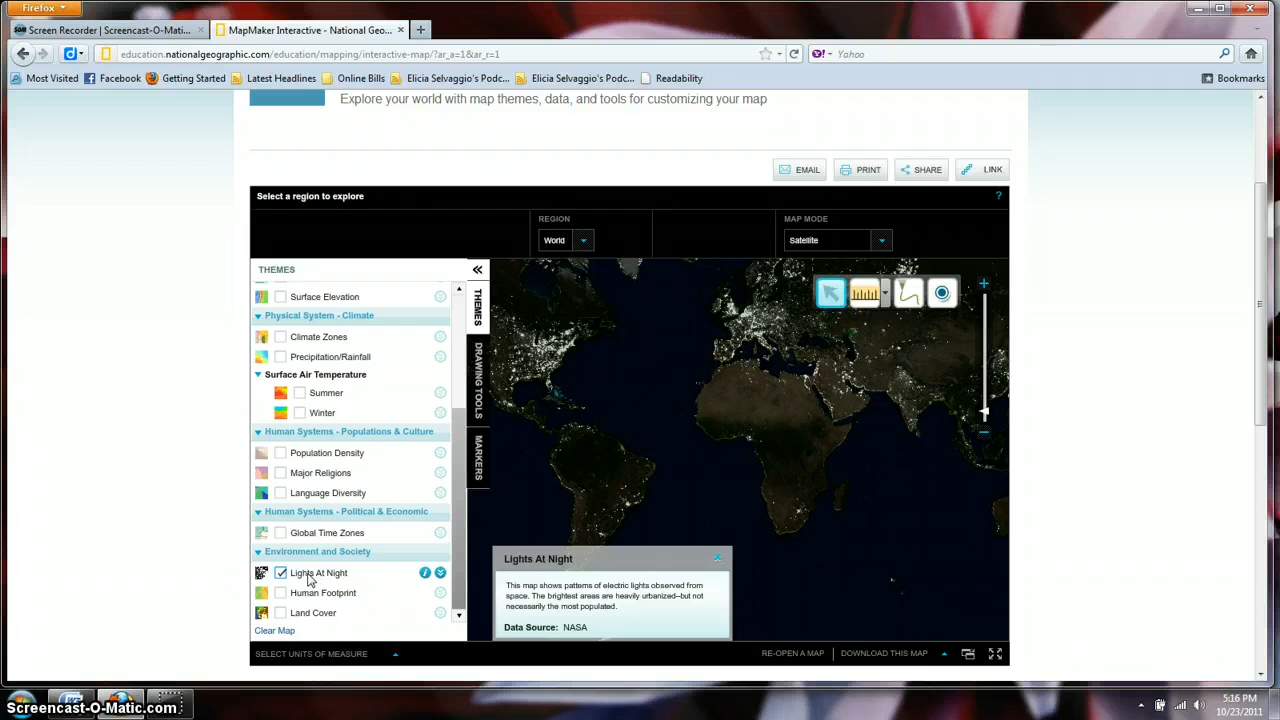 Firefox
Screen Recorder / Screencast-O-Mati...
MapMaker Interactive - National Geo...
education.nationalgeographic.com/education/mapping/interactive-map/?ar_a=1&ar_r=1
Yahoo
Most Visited
Facebook
Getting Started
Latest Headlines
Online Bills
Elicia Selvaggio's Podc...
Elicia Selvaggio's Podc...
Readability
Bookmarks
Explore your world with map themes, data, and tools for customizing your map
EMAIL
PRINT
SHARE
LINK
Select a region to explore
?
REGION
World
MAP MODE
Satellite
THEMES
THEMES
DRAWING TOOLS
MARKERS
Surface Elevation
Physical System - Climate
Climate Zones
Precipitation/Rainfall
Surface Air Temperature
Summer
Winter
Human Systems - Populations & Culture
Population Density
Major Religions
Language Diversity
Human Systems - Political & Economic
Global Time Zones
Environment and Society
Lights At Night
Human Footprint
Land Cover
Clear Map
Lights At Night
This map shows patterns of electric lights observed from
space. The brightest areas are heavily urbanized–but not
necessarily the most populated.
Data Source: NASA
SELECT UNITS OF MEASURE
RE-OPEN A MAP
DOWNLOAD THIS MAP
Screencast-O-Matic.com
5:16 PM
10/23/2011